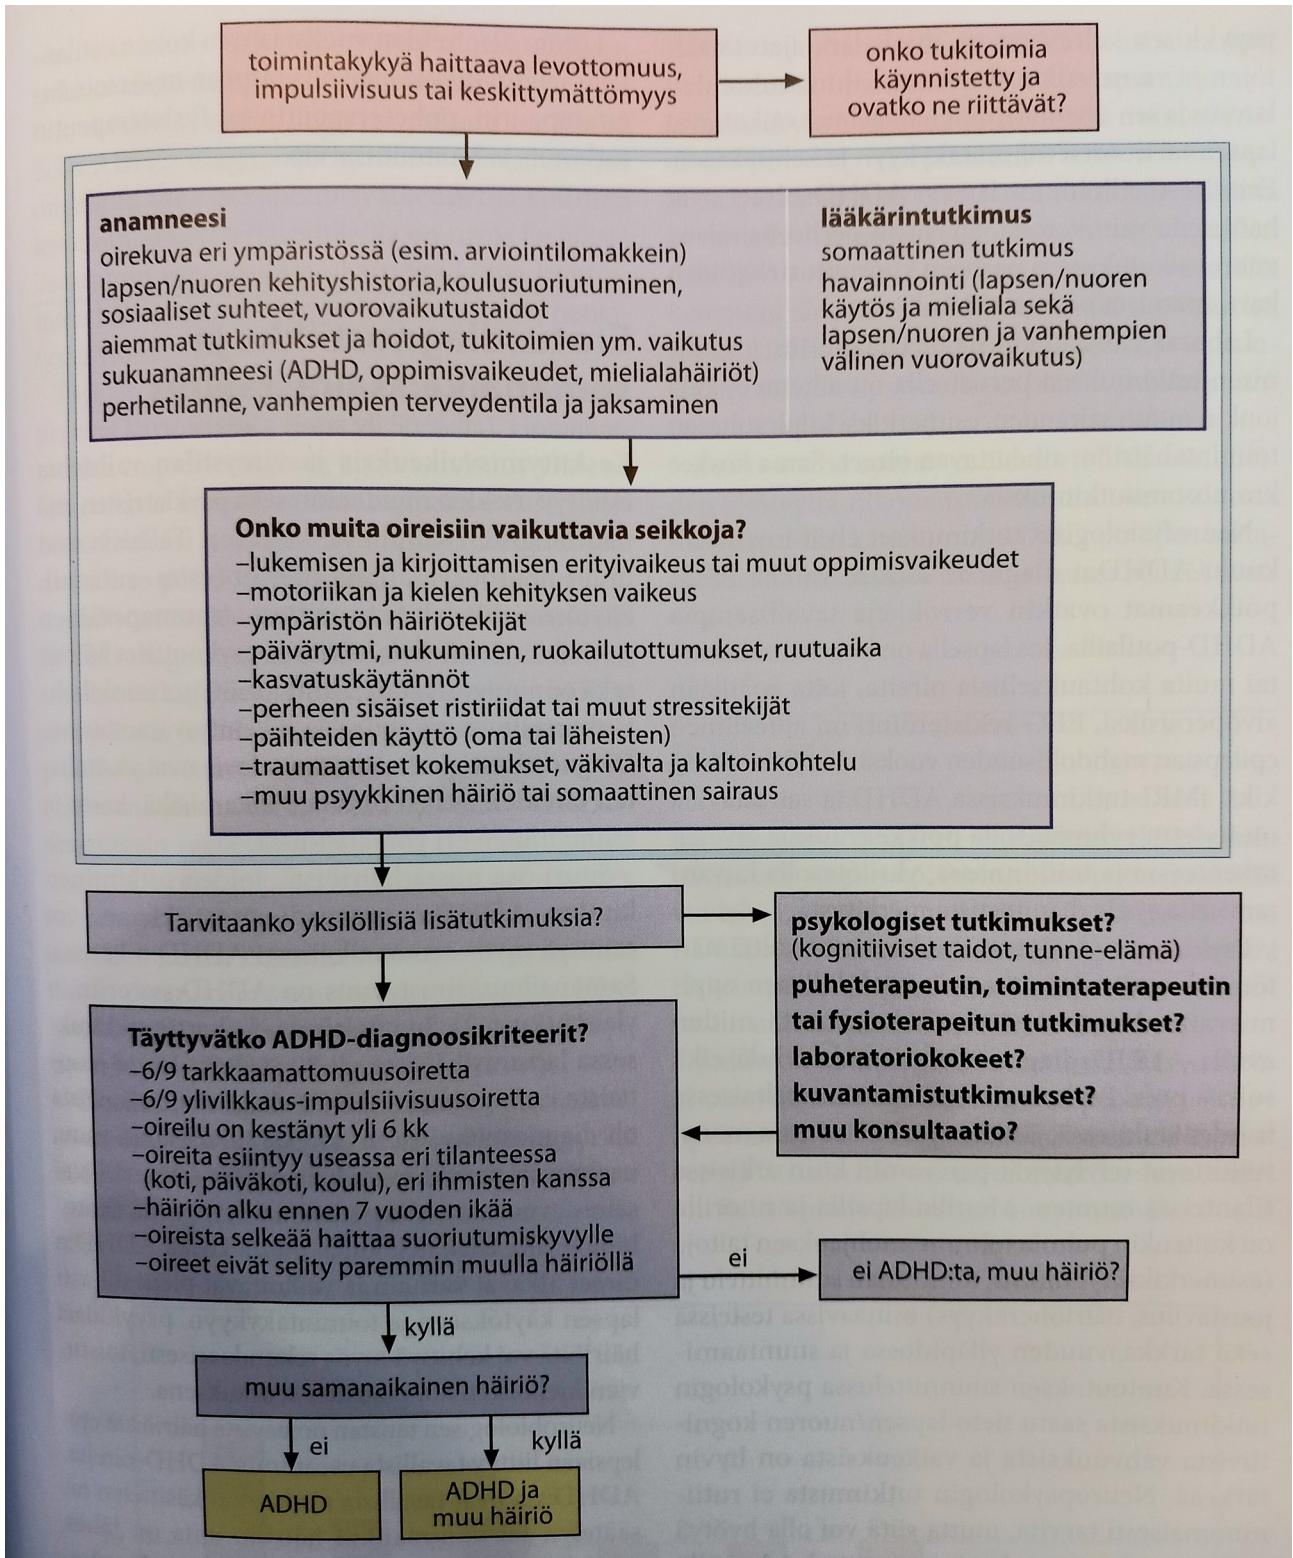 toimintakykyä haittaava levottomuus,
impulsiivisuus tai keskittymättömyys
onko tukitoimia
käynnistetty ja
ovatko ne riittävät?
anamneesi
oirekuva eri ympäristössä (esim. arviointilomakkein)
lapsen/nuoren kehityshistoria,koulusuoriutuminen,
sosiaaliset suhteet, vuorovaikutustaidot
aiemmat tutkimukset ja hoidot, tukitoimien ym. vaikutus
sukuanamneesi (ADHD, oppimisvaikeudet, mielialahäiriöt)
perhetilanne, vanhempien terveydentila ja jaksaminen
lääkärintutkimus
somaattinen tutkimus
havainnointi (lapsen/nuoren
käytös ja mieliala sekä
lapsen/nuoren ja vanhempien
välinen vuorovaikutus)
Onko muita oireisiin vaikuttavia seikkoja?
–lukemisen ja kirjoittamisen erityivaikeus tai muut oppimisvaikeudet
–motoriikan ja kielen kehityksen vaikeus
–ympäristön häiriötekijät
–päivärytmi, nukuminen, ruokailutottumukset, ruutuaika
–kasvatuskäytännöt
–perheen sisäiset ristiriidat tai muut stressitekijät
–päihteiden käyttö (oma tai läheisten)
–traumaattiset kokemukset, väkivalta ja kaltoinkohtelu
–muu psyykkinen häiriö tai somaattinen sairaus
Tarvitaanko yksilöllisiä lisätutkimuksia?
psykologiset tutkimukset?
(kognitiiviset taidot, tunne-elämä)
puheterapeutin, toimintaterapeutin
tai fysioterapeitun tutkimukset?
laboratoriokokeet?
kuvantamistutkimukset?
muu konsultaatio?
Täyttyvätko ADHD-diagnoosikriteerit?
–6/9 tarkkaamattomuusoiretta
–6/9 ylivilkkaus-impulsiivisuusoiretta
–oireilu on kestänyt yli 6 kk
–oireita esiintyy useassa eri tilanteessa
(koti, päiväkoti, koulu), eri ihmisten kanssa
–häiriön alku ennen 7 vuoden ikää
–oireista selkeää haittaa suoriutumiskyvylle
–oireet eivät selity paremmin muulla häiriöllä
ei
ei ADHD:ta, muu häiriö?
kyllä
muu samanaikainen häiriö?
ei
kyllä
ADHD
ADHD ja
muu häiriö